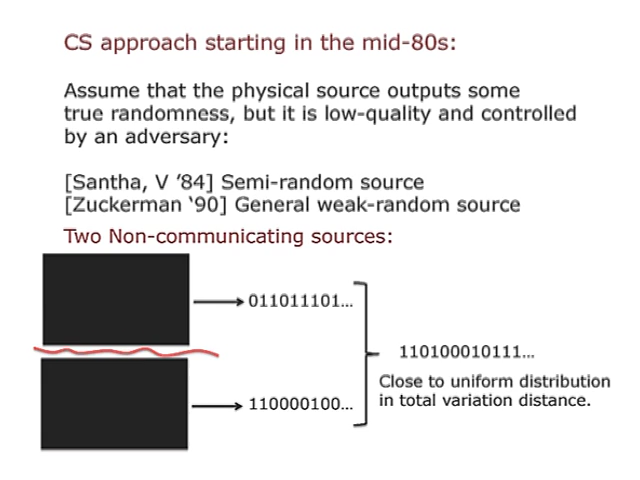 CS approach starting in the mid-80s:
Assume that the physical source outputs some
true randomness, but it is low-quality and controlled
by an adversary:
[Santha, V ’84] Semi-random source
[Zuckerman ‘90] General weak-random source
Two Non-communicating sources:
011011101...
110100010111...
Close to uniform distribution
in total variation distance.
110000100...